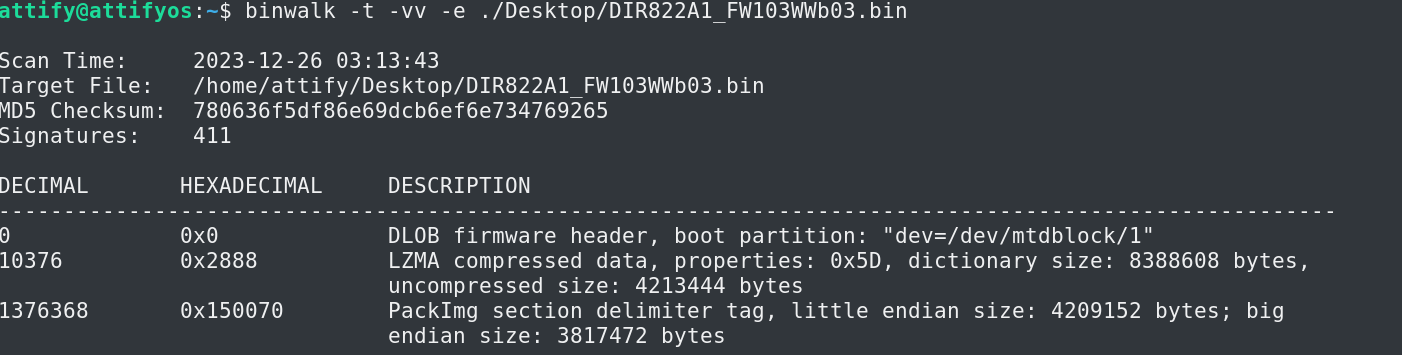 attify@attifyos:~$ binwalk -t -vv -e ./Desktop/DIR822A1_FW103WWb03.bin
Scan Time:     2023-12-26 03:13:43
Target File:   /home/attify/Desktop/DIR822A1_FW103WWb03.bin
MD5 Checksum:  780636f5df86e69dcb6ef6e734769265
Signatures:    411
DECIMAL       HEXADECIMAL     DESCRIPTION
-------------------------------------------------------------------------------------------------------
0             0x0             DLOB firmware header, boot partition: "dev=/dev/mtdblock/1"
10376         0x2888          LZMA compressed data, properties: 0x5D, dictionary size: 8388608 bytes,
                              uncompressed size: 4213444 bytes
1376368       0x150070        PackImg section delimiter tag, little endian size: 4209152 bytes; big
                              endian size: 3817472 bytes